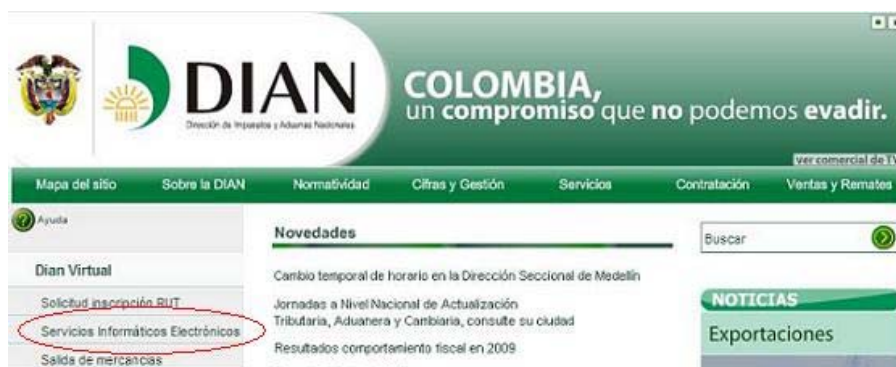 DIAN
Dirección de Impuestos y Aduanas Nacionales
COLOMBIA,
un compromiso que no podemos evadir.
ver comercial de TV
Mapa del sitio Sobre la DIAN Normatividad Cifras y Gestión Servicios Contratación Ventas y Remates
Ayuda
Novedades
Buscar
Dian Virtual
Cambio temporal de horario en la Dirección Seccional de Medellín
Solicitud inscripción RUT
Servicios Informáticos Electrónicos
Salida de mercancías
Jornadas a Nivel Nacional de Actualización
Tributaria, Aduanera y Cambiaria, consulte su ciudad
Resultados comportamiento fiscal en 2009
NOTICIAS
Exportaciones